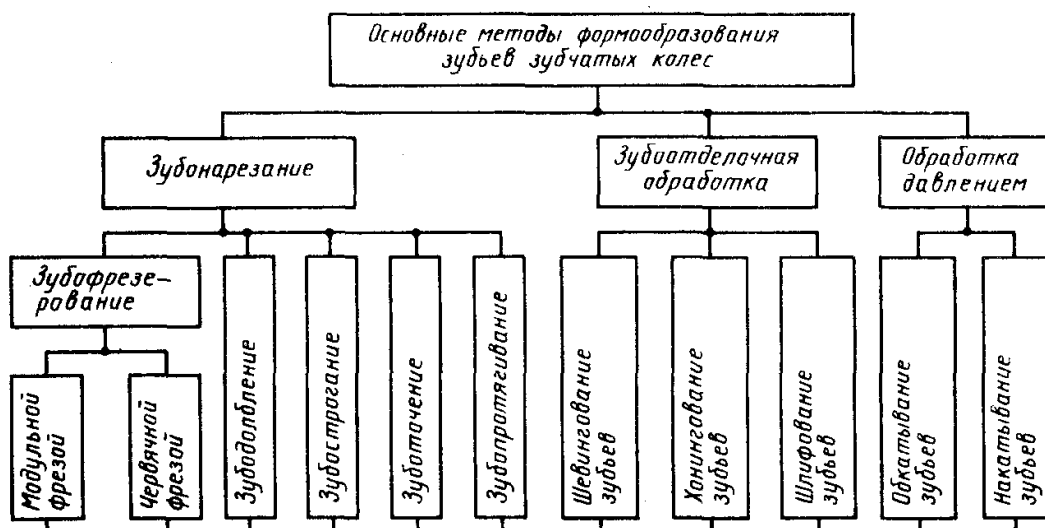 Основные методы формообразования
зубьев зубчатых колес
Зубонарезание
Зубоотделочная
обработка
Обработка
давлением
Зубофрезе-
рование
Модульной
фрезой
Червячной
фрезой
Зубодолбление
Зубострогание
Зуботочение
Зубопротягивание
Шевингование
зубьев
Хонингование
зубьев
Шлифование
зубьев
Обкатывание
зубьев
Накатывание
зубьев